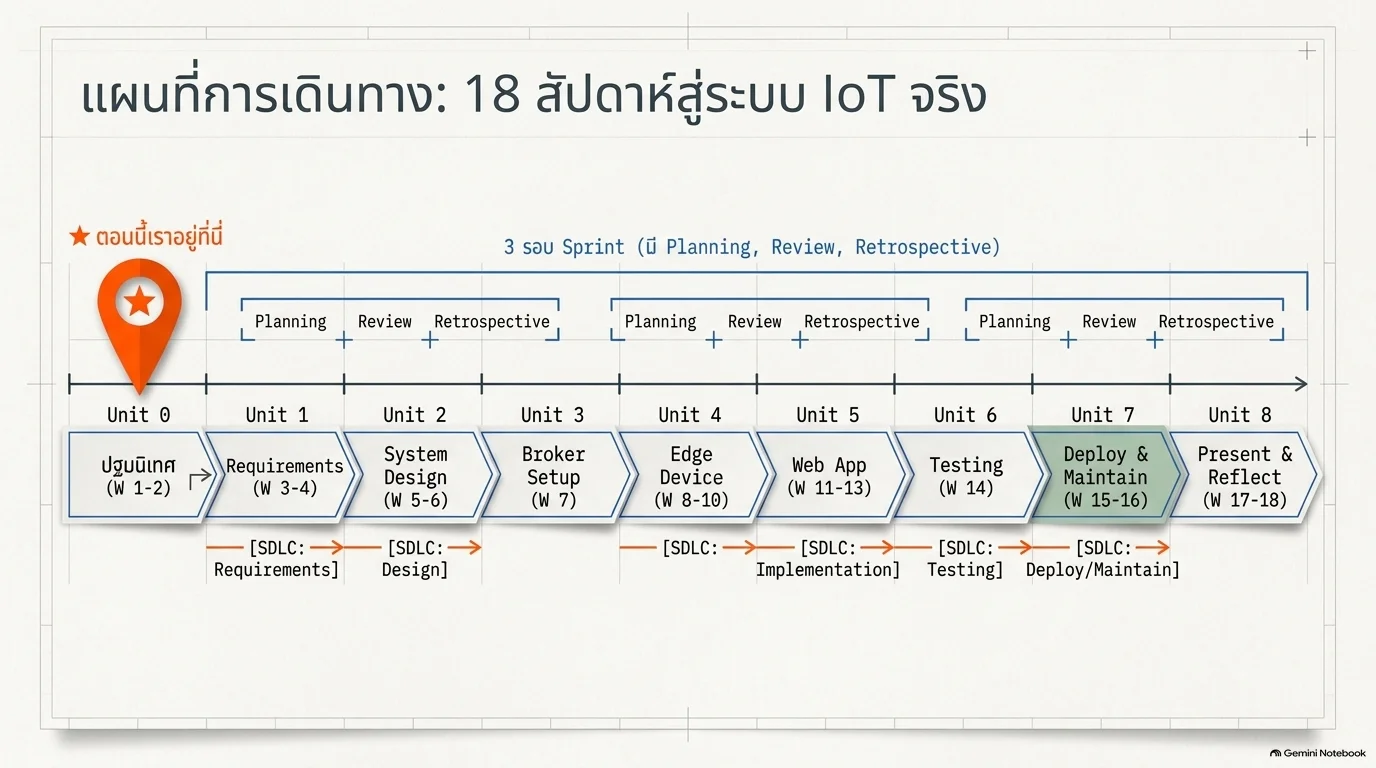 แผนที่การเดินทาง: 18 สัปดาห์สู่ระบบ IoT จริง
★ ตอนนี้เราอยู่ที่นี่
3 รอบ Sprint (มี Planning, Review, Retrospective)
Planning Review Retrospective
Planning Review Retrospective
Planning Review Retrospective
Unit 0
ปฐมนิเทศ
(W 1-2)
Unit 1
Requirements
(W 3-4)
Unit 2
System
Design
(W 5-6)
Unit 3
Broker
Setup
(W 7)
Unit 4
Edge
Device
(W 8-10)
Unit 5
Web App
(W 11-13)
Unit 6
Testing
(W 14)
Unit 7
Deploy &
Maintain
(W 15-16)
Unit 8
Present &
Reflect
(W 17-18)
[SDLC:
Requirements]
[SDLC:
Design]
[SDLC:
[SDLC:
Implementation]
[SDLC:
Testing]
[SDLC:
Deploy/Maintain]
Gemini Notebook